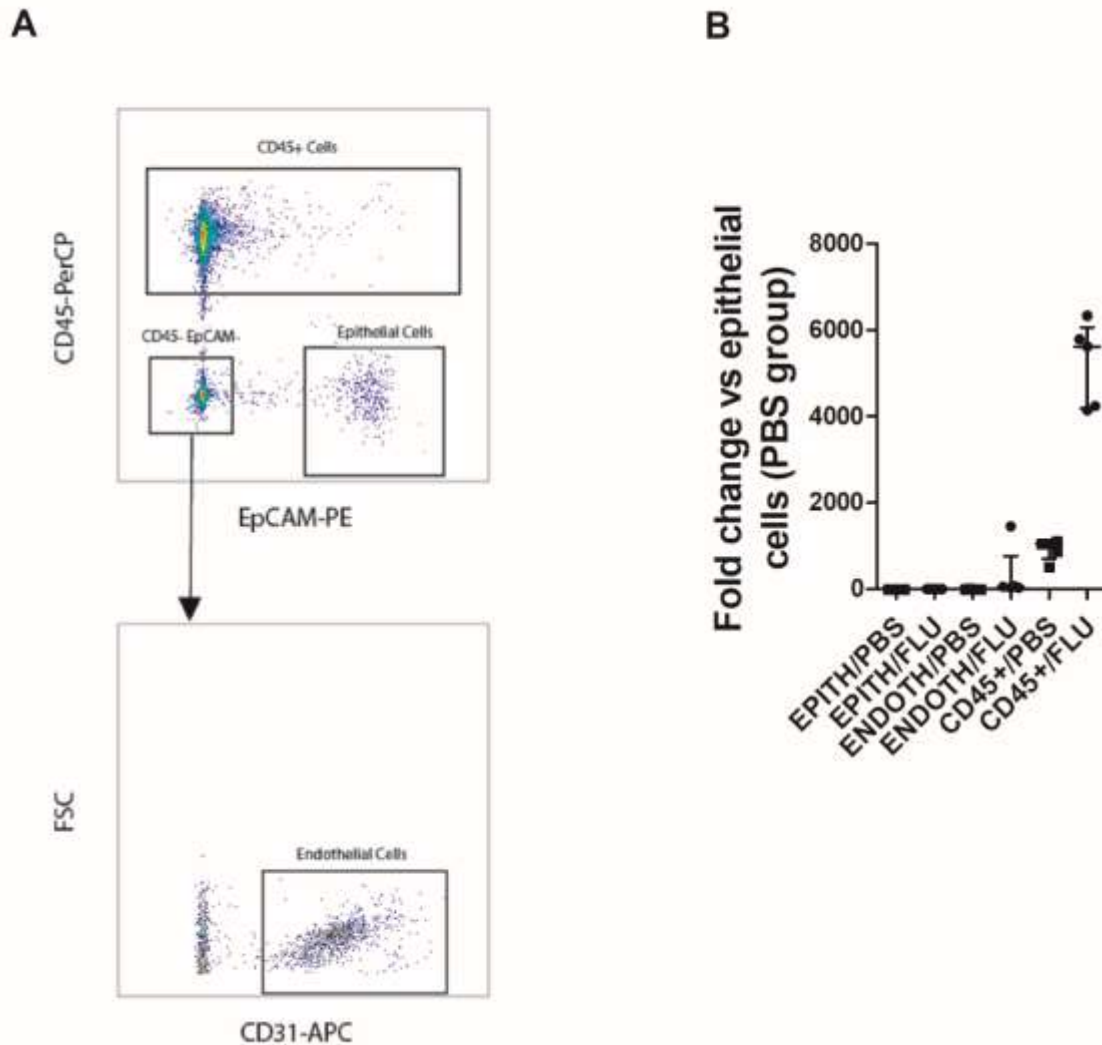 A
CD45+ Cells
CD45-PerCP
CD45- EpCAM-
Epithelial Cells
EpCAM-PE
FSC
Endothelial Cells
CD31-APC
B
Fold change vs epithelial
cells (PBS group)
8000
6000
4000
2000
0
EPITH/PBS
EPITH/FLU
ENDOTH/PBS
ENDOTH/FLU
CD45+/PBS
CD45+/FLU